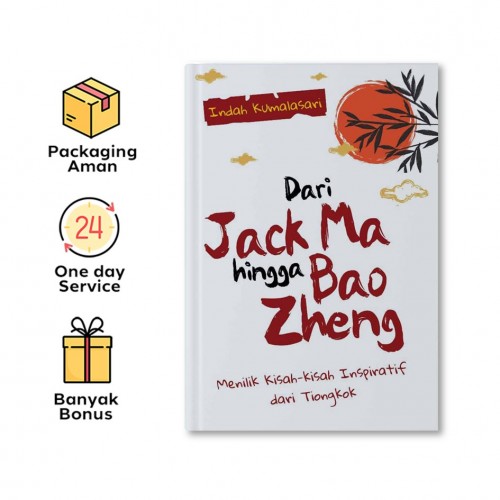 Packaging
Aman
24
One day
Service
Banyak
Bonus
Indah Kumalasari
Dari
Jack Ma
hingga
Bao
Zheng
Menilik Kisah-kisah Inspiratif
dari Tiongkok